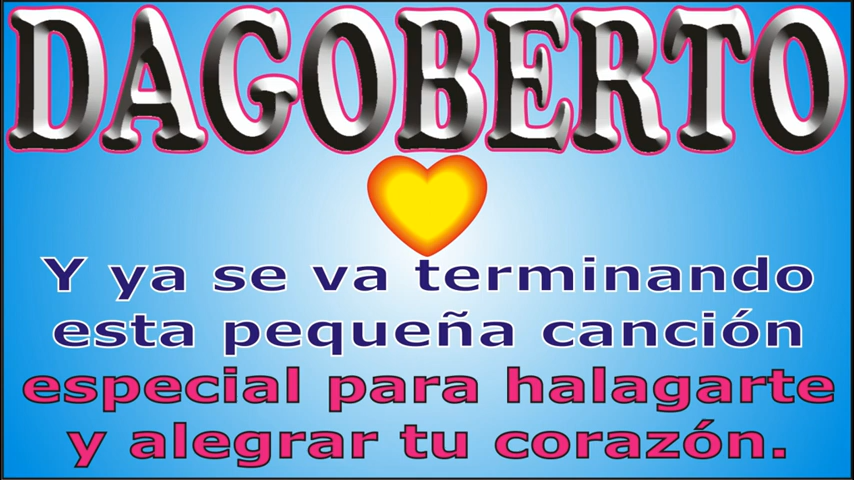 DAGOBERTO
Y ya se va terminando
esta pequeña canción
especial para halagarte
y alegrar tu corazón.